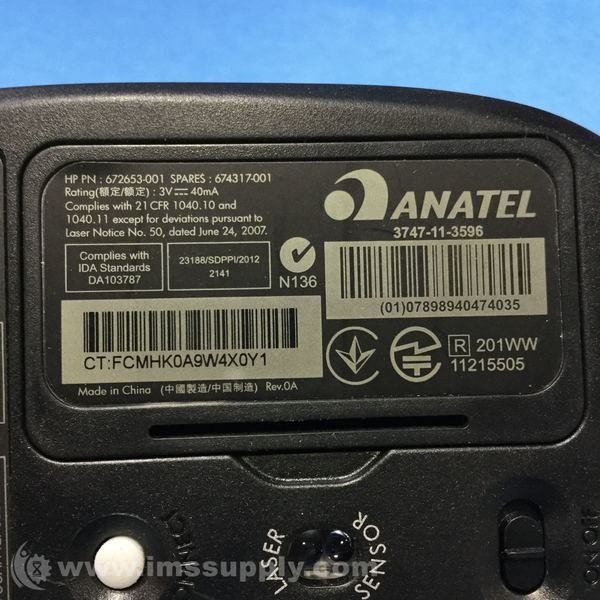 HP PN : 672653-001 SPARES : 674317-001
Rating(額定/额定) : 3V⎓ 40mA
Complies with 21 CFR 1040.10 and
1040.11 except for deviations pursuant to
Laser Notice No. 50, dated June 24, 2007.
ANATEL
3747-11-3596
(01)07898940474035
Complies with
IDA Standards
DA103787
23188/SDPPI/2012
2141
N136
CT:FCMHK0A9W4X0Y1
R 201WW
11215505
Made in China (中國製造/中国制造) Rev.0A
LASER
SENSOR
ON/OFF
www.imssupply.com